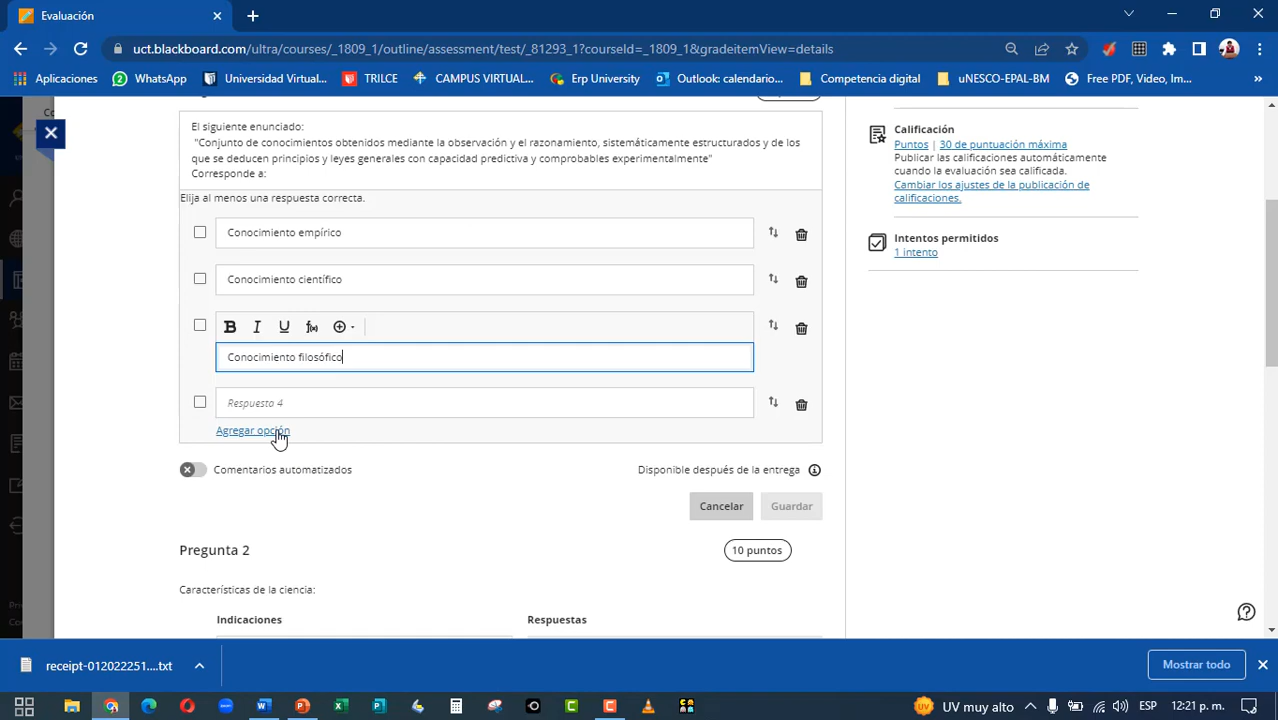 Evaluación
uct.blackboard.com/ultra/courses/_1809_1/outline/assessment/test/_81293_1?courseId=_1809_1&gradeitemView=details
Aplicaciones
WhatsApp
Universidad Virtual...
TRILCE
CAMPUS VIRTUAL...
Erp University
Outlook: calendario...
Competencia digital
uNESCO-EPAL-BM
Free PDF, Video, Im...
El siguiente enunciado:
"Conjunto de conocimientos obtenidos mediante la observación y el razonamiento, sistemáticamente estructurados y de los
que se deducen principios y leyes generales con capacidad predictiva y comprobables experimentalmente"
Corresponde a:
Elija al menos una respuesta correcta.
Conocimiento empírico
Conocimiento científico
B I U
Conocimiento filosófico
Respuesta 4
Agregar opción
Comentarios automatizados
Disponible después de la entrega
Cancelar
Guardar
Pregunta 2
10 puntos
Características de la ciencia:
Indicaciones
Respuestas
Calificación
Puntos | 30 de puntuación máxima
Publicar las calificaciones automáticamente
cuando la evaluación sea calificada.
Cambiar los ajustes de la publicación de
calificaciones.
Intentos permitidos
1 intento
receipt-012022251....txt
Mostrar todo
UV muy alto
ESP
12:21 p. m.